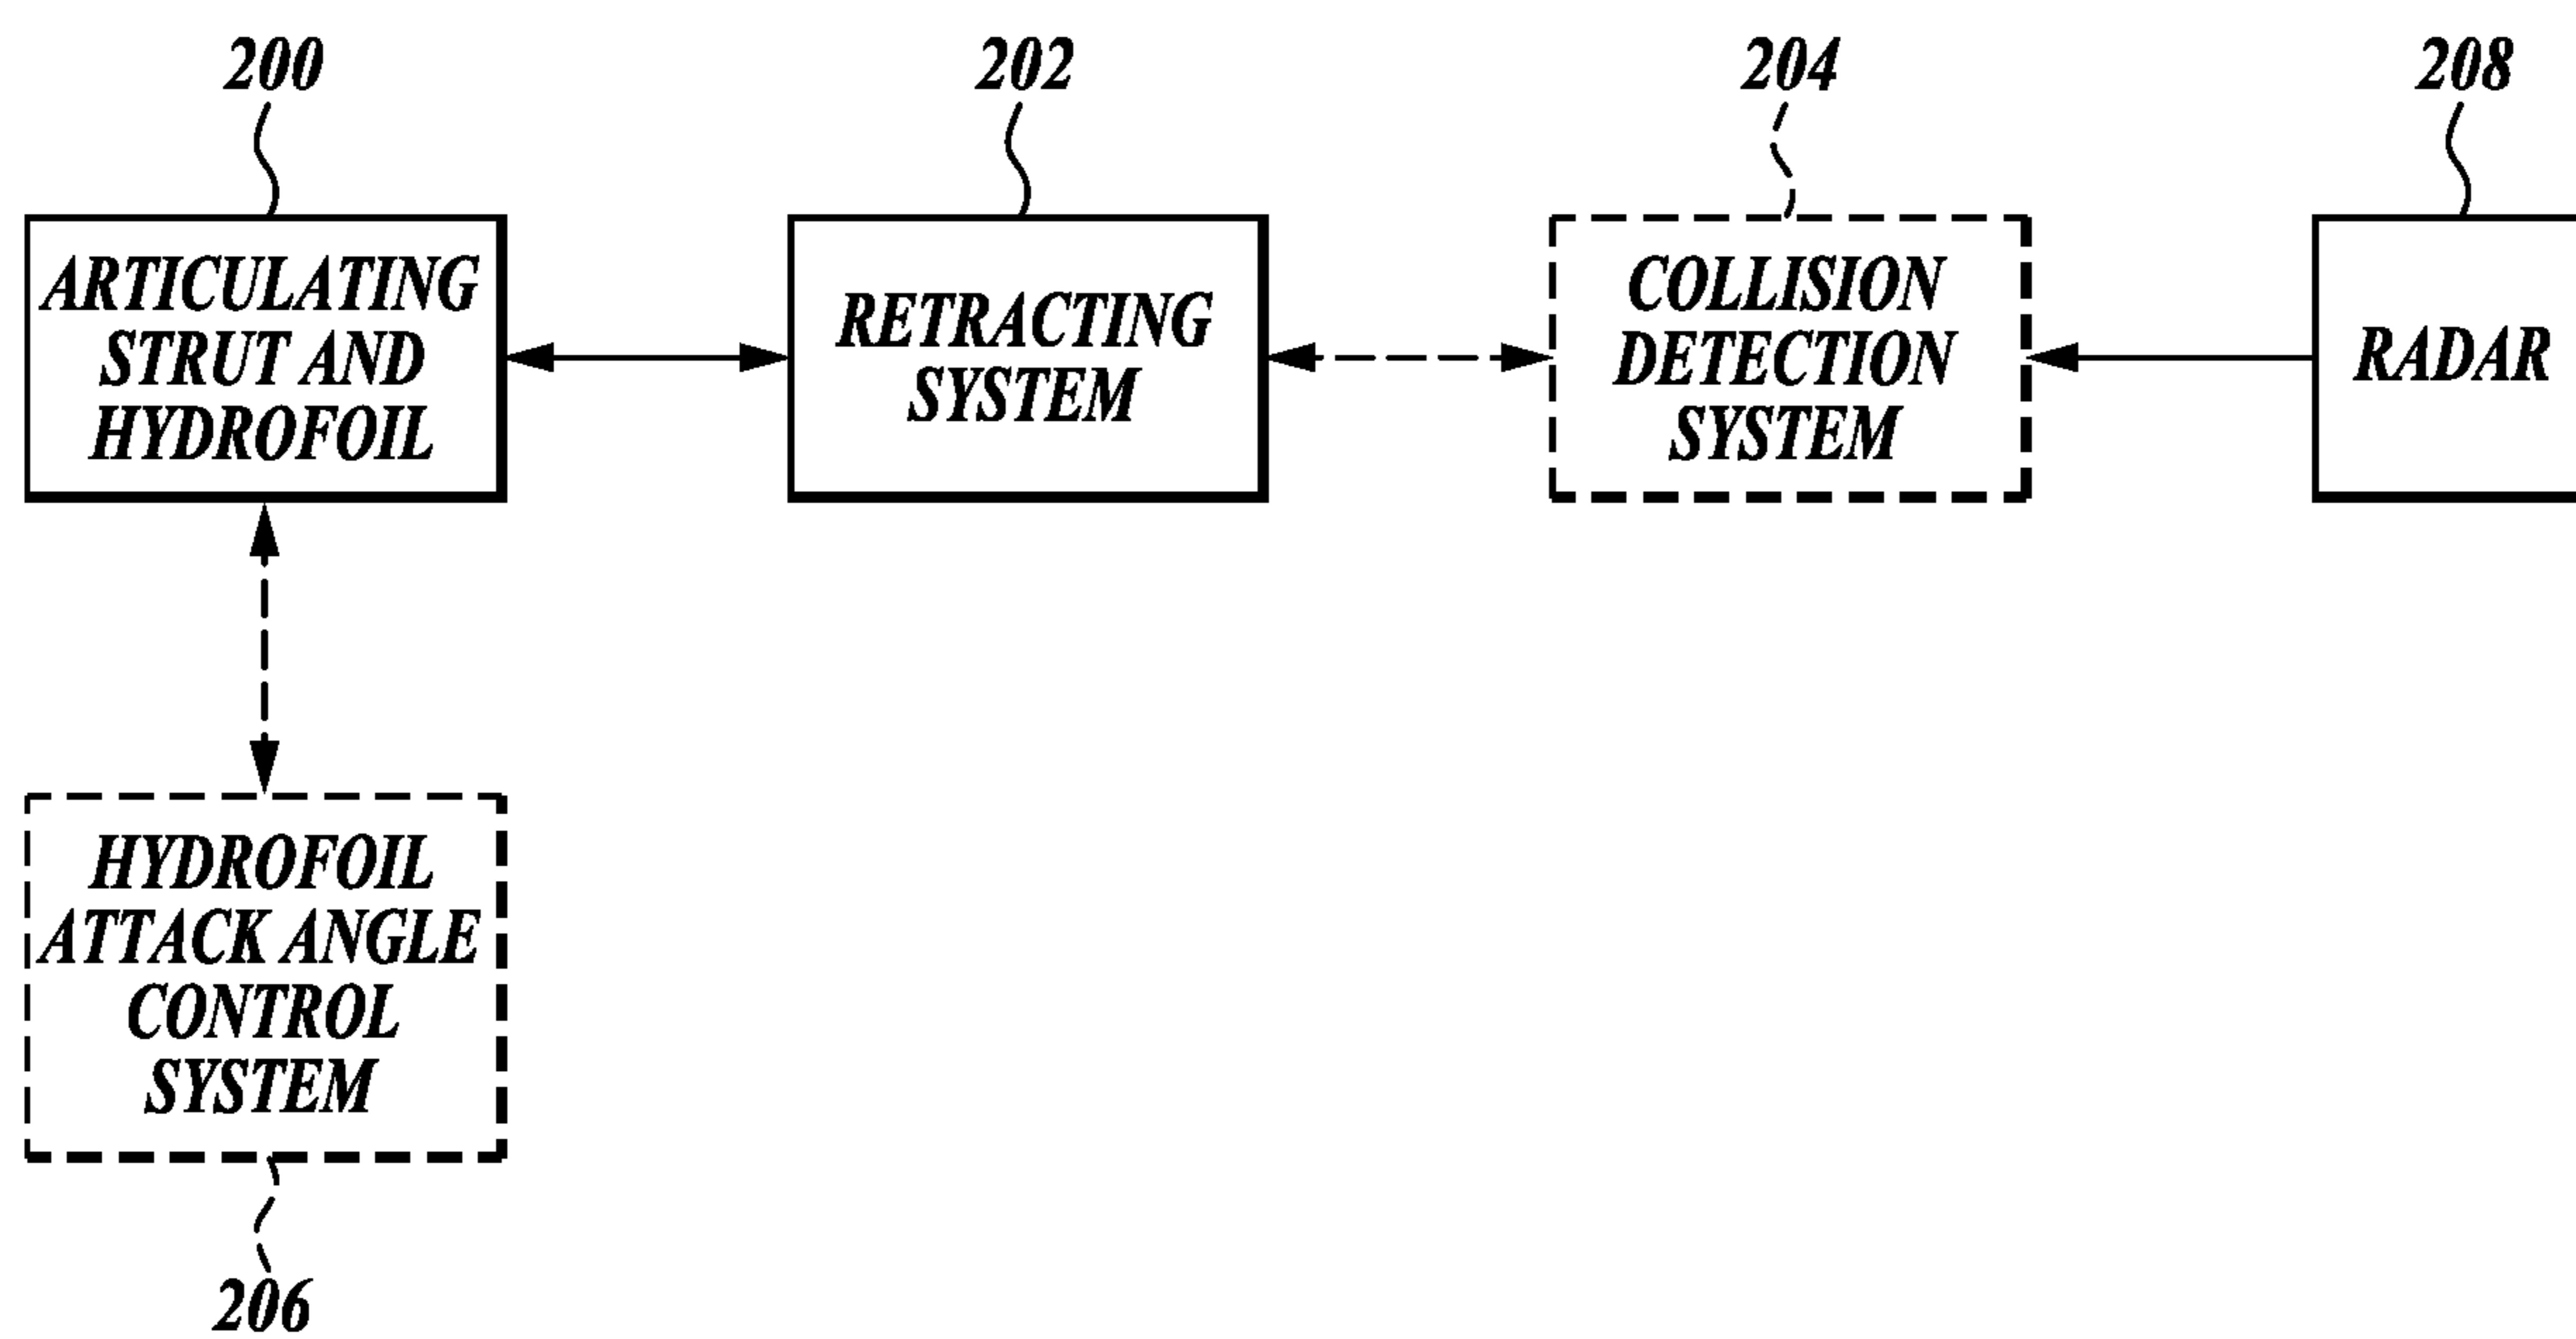 200
202
204
208
ARTICULATING
STRUT AND
HYDROFOIL
RETRACTING
SYSTEM
COLLISION
DETECTION
SYSTEM
RADAR
HYDROFOIL
ATTACK ANGLE
CONTROL
SYSTEM
206